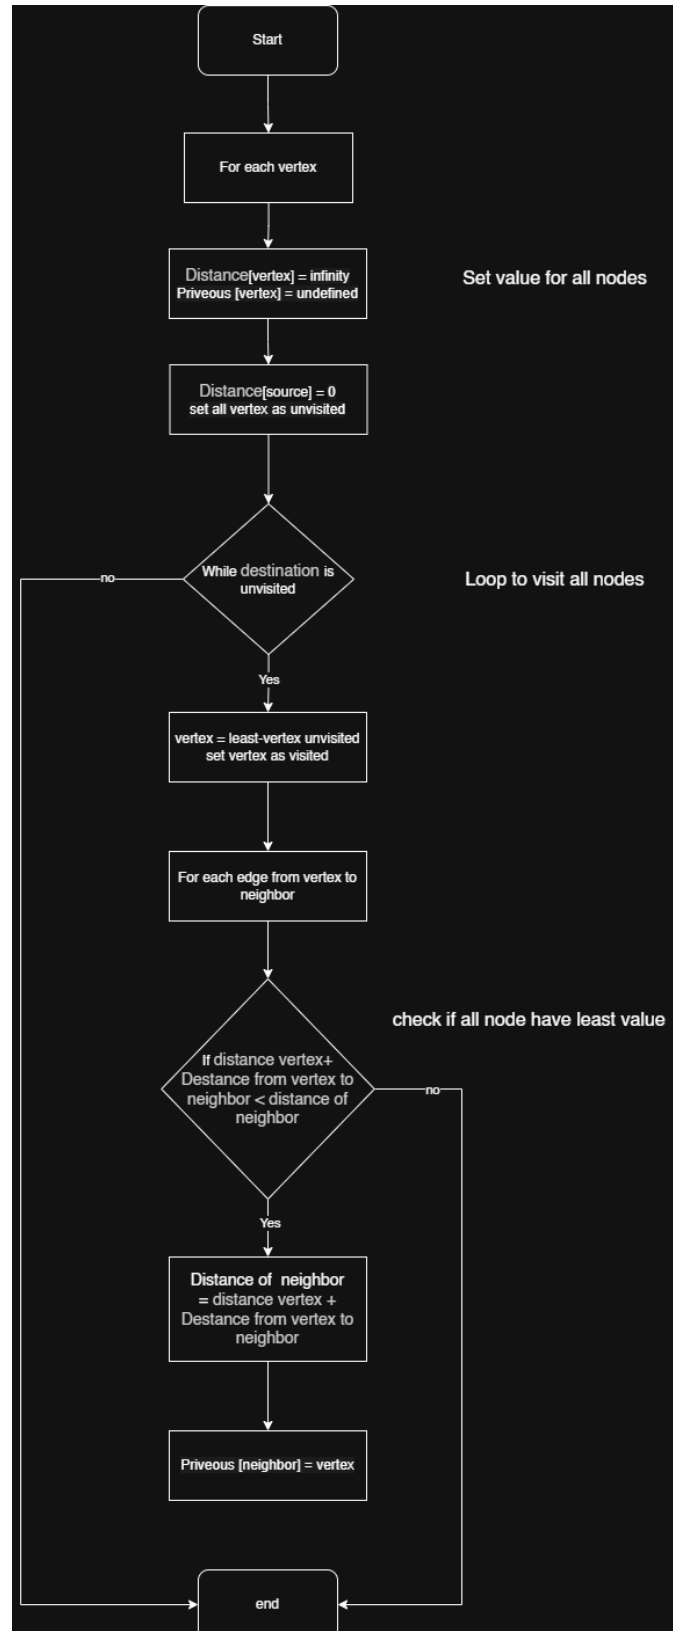 Start
For each vertex
Distance[vertex] = infinity
Priveous [vertex] = undefined
Set value for all nodes
Distance[source] = 0
set all vertex as unvisited
While destination is
unvisited
no
Loop to visit all nodes
Yes
vertex = least-vertex unvisited
set vertex as visited
For each edge from vertex to
neighbor
check if all node have least value
If distance vertex+
Destance from vertex to
neighbor < distance of
neighbor
no
Yes
Distance of neighbor
= distance vertex +
Destance from vertex to
neighbor
Priveous [neighbor] = vertex
end